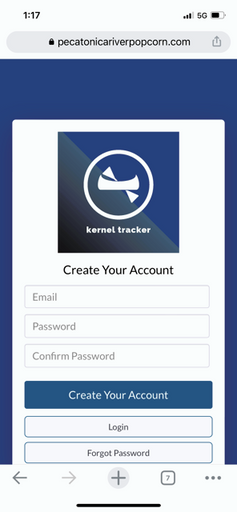 1:17
5G
pecatonicariverpopcorn.com
kernel tracker
Create Your Account
Email
Password
Confirm Password
Create Your Account
Login
Forgot Password
7